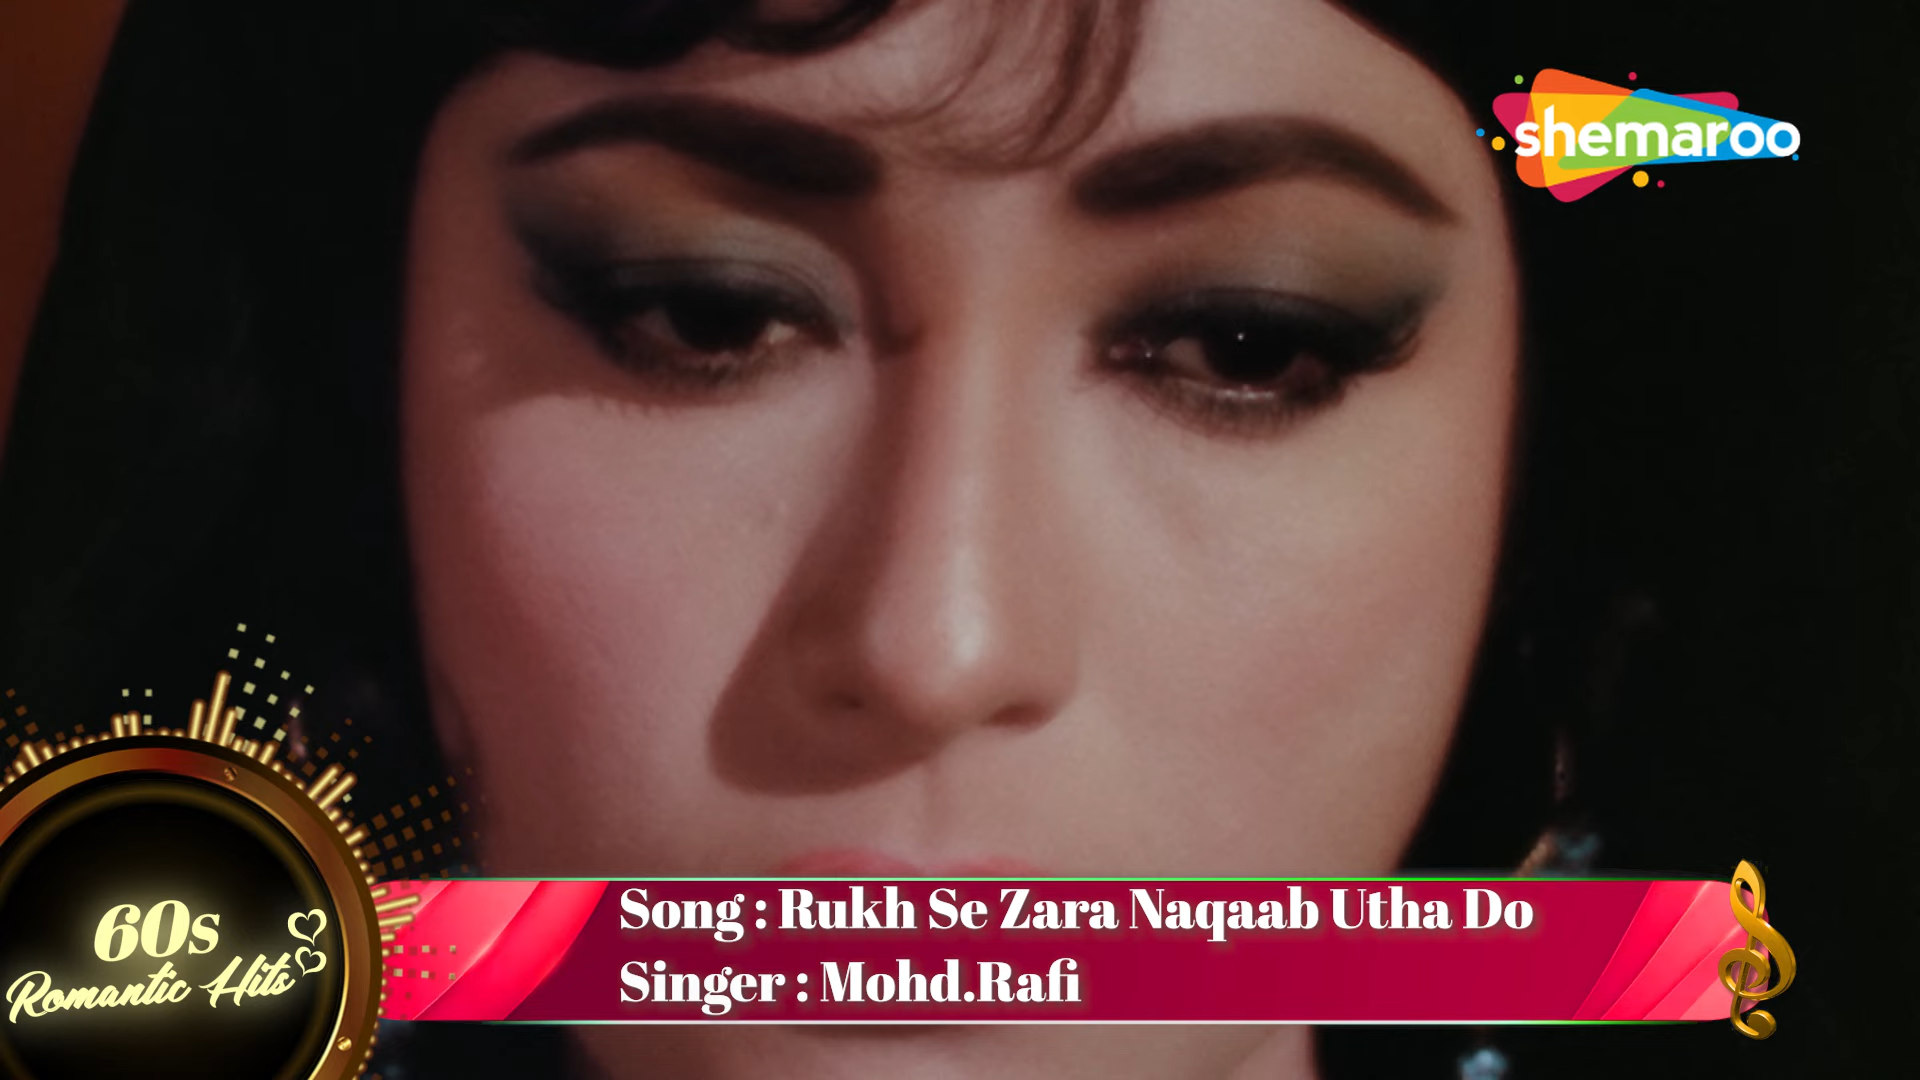 shemaroo
Song : Rukh Se Zara Naqaab Utha Do
Singer : Mohd.Rafi
60s
Romantic Hits